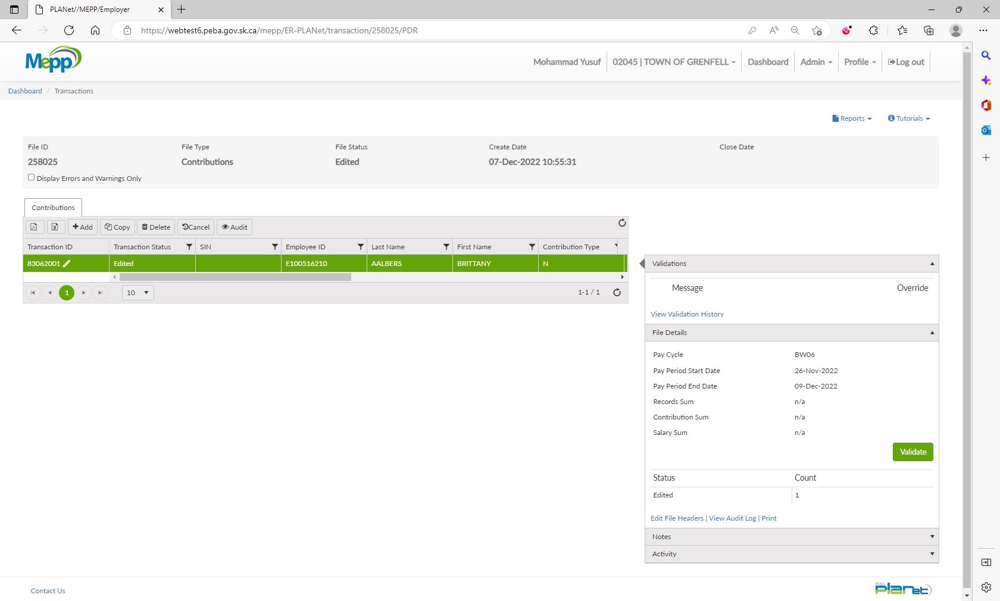 PLANet//MEPP/Employer
https://webtest6.peba.gov.sk.ca/mepp/ER-PLANet/transaction/258025/PDR
Mepp
Mohammad Yusuf
02045 | TOWN OF GRENFELL
Dashboard
Admin
Profile
Log out
Dashboard / Transactions
Reports
Tutorials
File ID
File Type
File Status
Create Date
Close Date
258025
Contributions
Edited
07-Dec-2022 10:55:31
Display Errors and Warnings Only
Contributions
Add
Copy
Delete
Cancel
Audit
Transaction ID
Transaction Status
SIN
Employee ID
Last Name
First Name
Contribution Type
83062001
Edited
E100516210
AALBERS
BRITTANY
N
1
10
1-1 / 1
Validations
Message
Override
View Validation History
File Details
Pay Cycle BW06
Pay Period Start Date 26-Nov-2022
Pay Period End Date 09-Dec-2022
Records Sum n/a
Contribution Sum n/a
Salary Sum n/a
Validate
Status Count
Edited 1
Edit File Headers | View Audit Log | Print
Notes
Activity
Contact Us
PEBA
PLANet